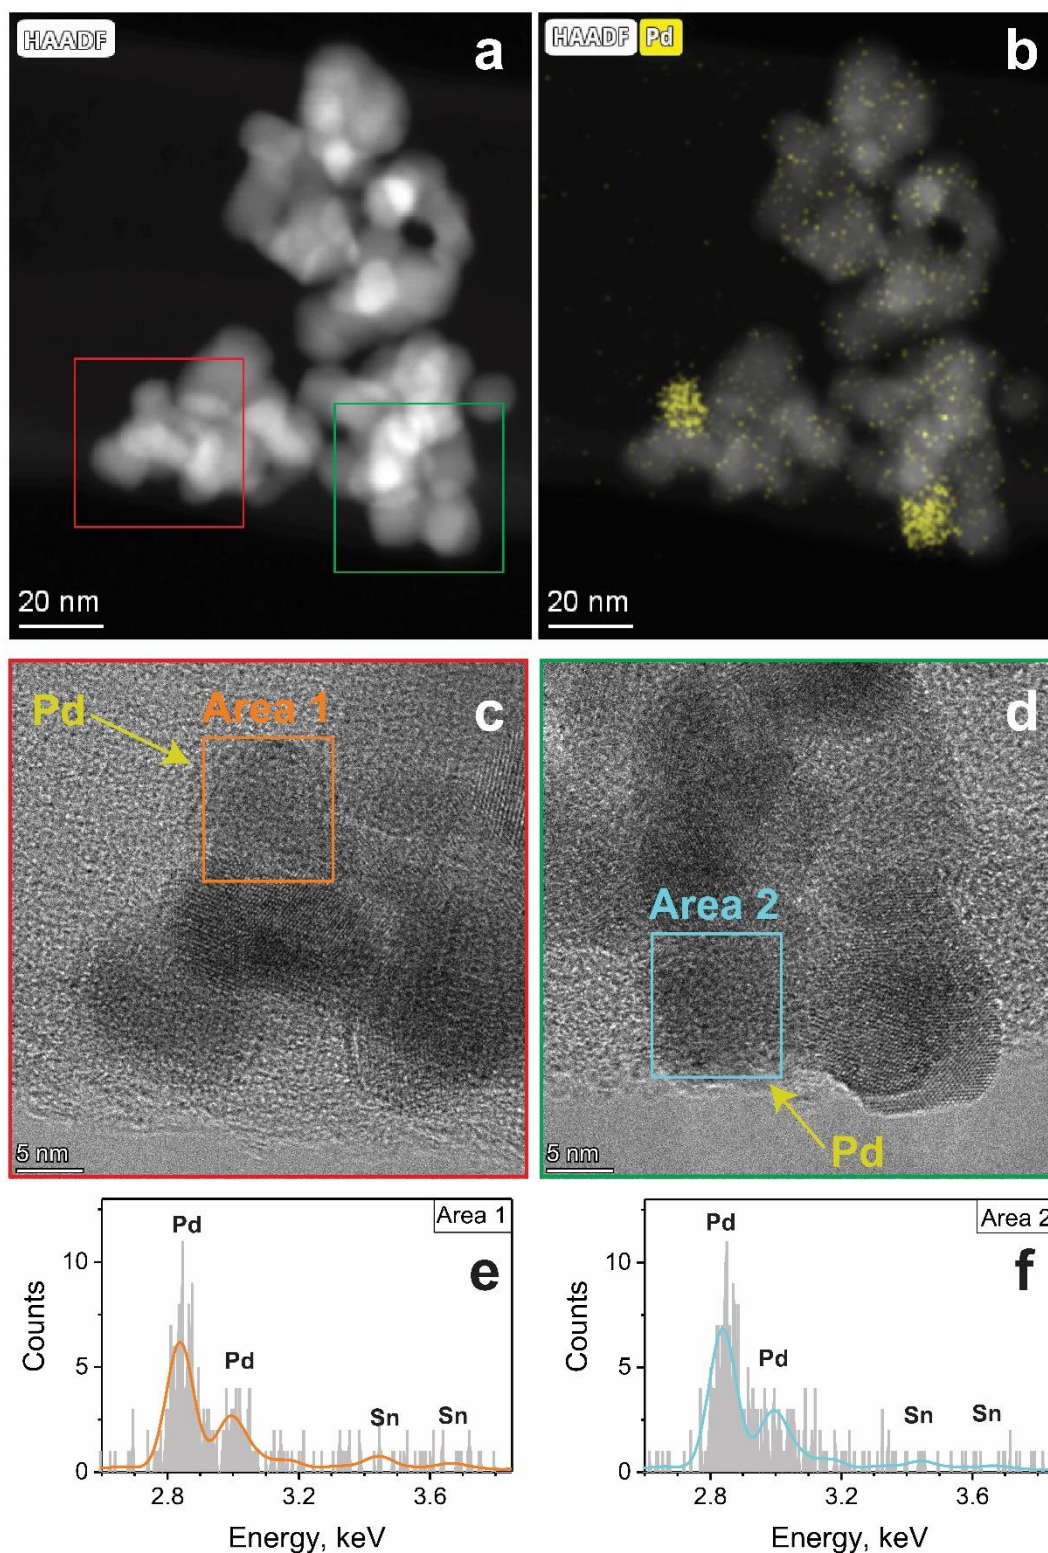 HAADF
a
HAADF Pd
b
20 nm
20 nm
Pd
Area 1
c
5 nm
d
Area 2
Pd
5 nm
Area 1
e
Pd
Pd
Sn
Sn
10
5
0
Counts
2.8
3.2
3.6
Energy, keV
Area 2
f
Pd
Pd
Sn
Sn
10
5
0
Counts
2.8
3.2
3.6
Energy, keV